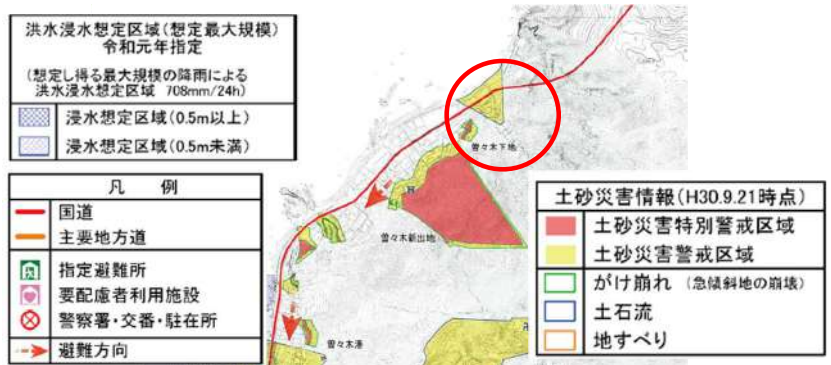 洪水浸水想定区域(想定最大規模)
令和元年指定
(想定し得る最大規模の降雨による
洪水浸水想定区域 708mm/24h)
浸水想定区域(0.5m以上)
浸水想定区域(0.5m未満)
凡 例
国道
主要地方道
指定避難所
要配慮者利用施設
警察署・交番・駐在所
避難方向
曽々木下地
曽々木新出地
曽々木港
土砂災害情報(H30.9.21時点)
土砂災害特別警戒区域
土砂災害警戒区域
がけ崩れ (急傾斜地の崩壊)
土石流
地すべり